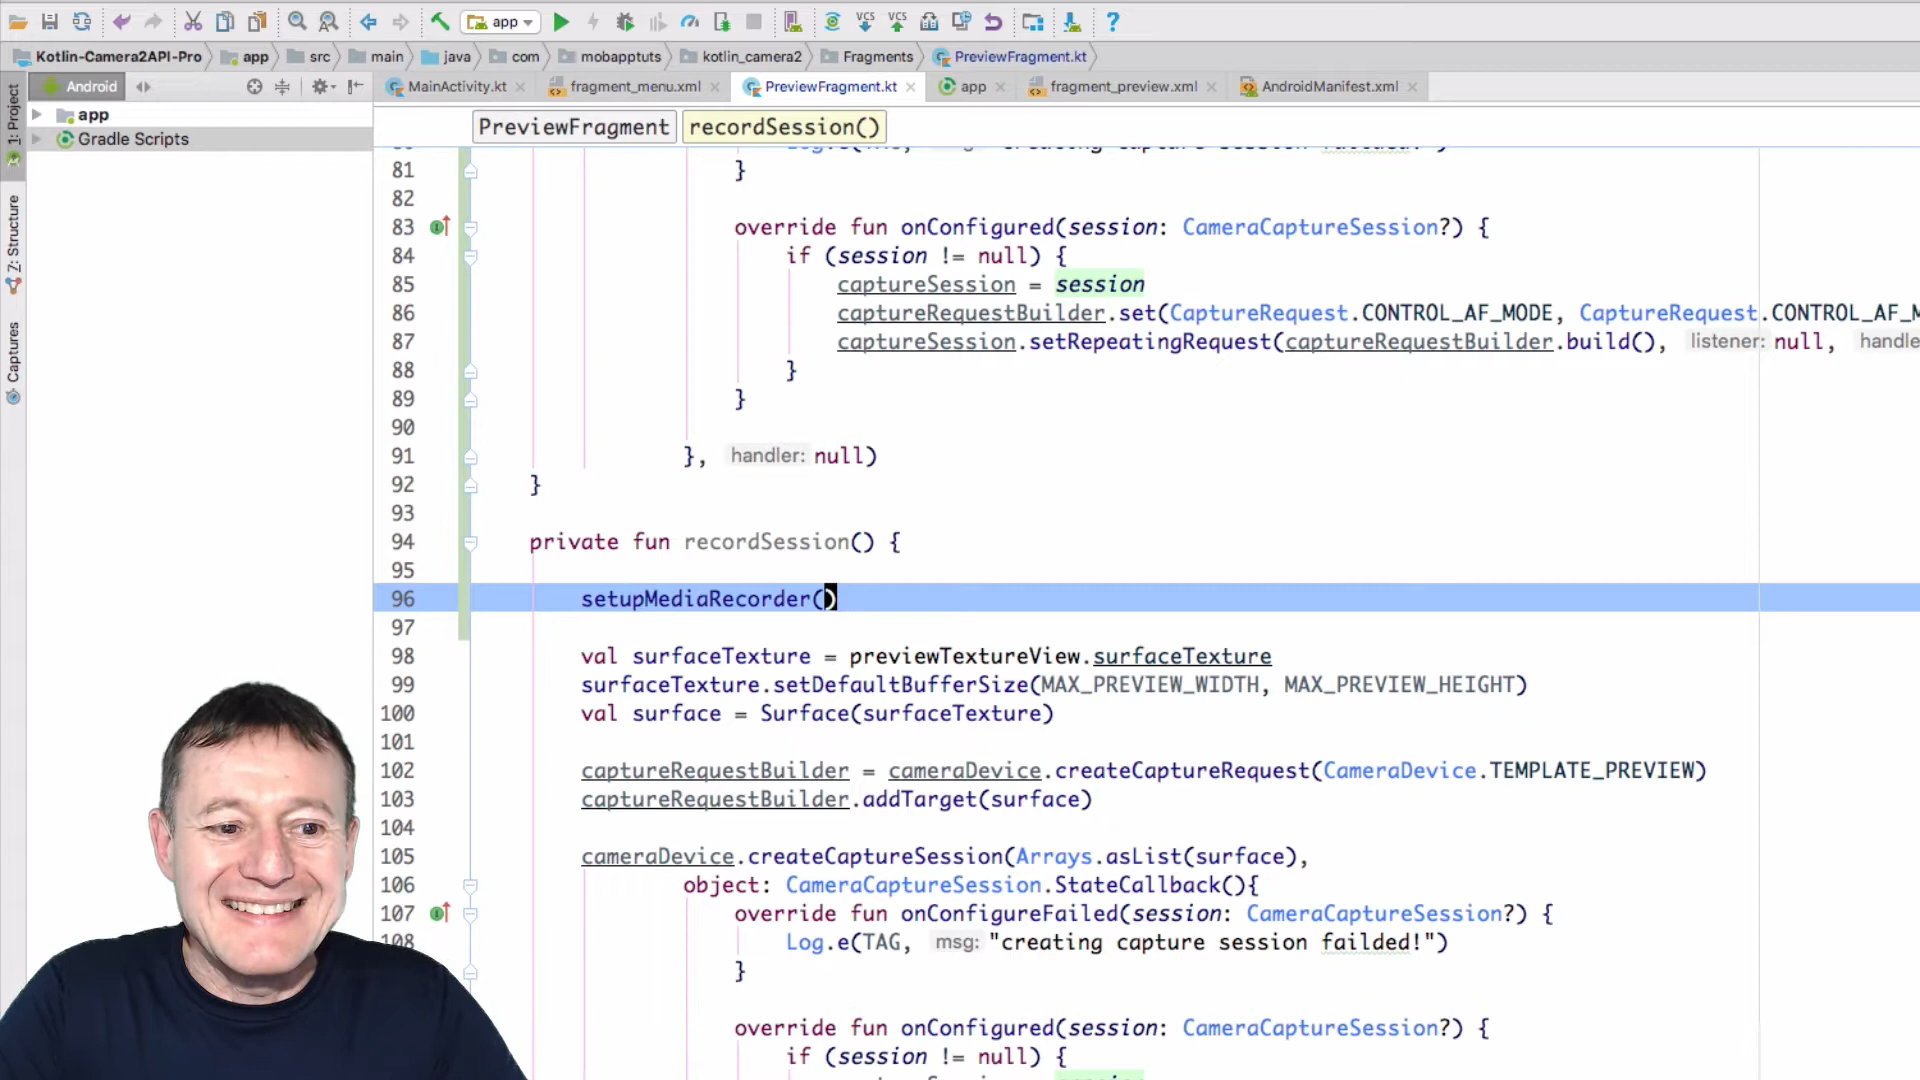 app
Kotlin-Camera2API-Pro app src main java com mobapptuts kotlin_camera2 Fragments PreviewFragment.kt
Android MainActivity.kt fragment_menu.xml PreviewFragment.kt app fragment_preview.xml AndroidManifest.xml
1: Project
Z: Structure
Captures
app
Gradle Scripts
PreviewFragment recordSession()
81 }
82
83 override fun onConfigured(session: CameraCaptureSession?) {
84 if (session != null) {
85 captureSession = session
86 captureRequestBuilder.set(CaptureRequest.CONTROL_AF_MODE, CaptureRequest.CONTROL_AF_M
87 captureSession.setRepeatingRequest(captureRequestBuilder.build(), listener: null, handle
88 }
89 }
90
91 }, handler: null)
92 }
93
94 private fun recordSession() {
95
96 setupMediaRecorder()
97
98 val surfaceTexture = previewTextureView.surfaceTexture
99 surfaceTexture.setDefaultBufferSize(MAX_PREVIEW_WIDTH, MAX_PREVIEW_HEIGHT)
100 val surface = Surface(surfaceTexture)
101
102 captureRequestBuilder = cameraDevice.createCaptureRequest(CameraDevice.TEMPLATE_PREVIEW)
103 captureRequestBuilder.addTarget(surface)
104
105 cameraDevice.createCaptureSession(Arrays.asList(surface),
106 object: CameraCaptureSession.StateCallback(){
107 override fun onConfigureFailed(session: CameraCaptureSession?) {
108 Log.e(TAG, msg: "creating capture session failded!")
}
override fun onConfigured(session: CameraCaptureSession?) {
if (session != null) {